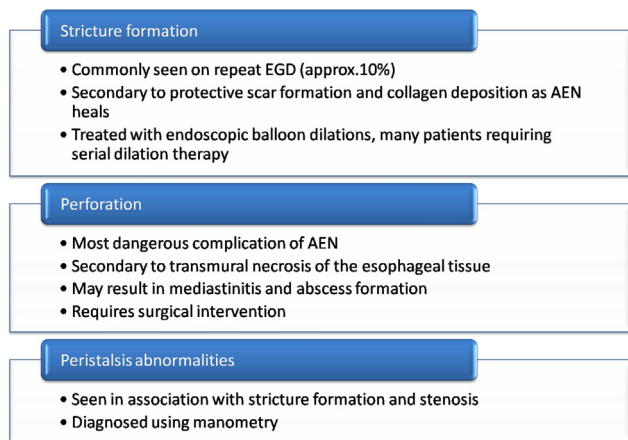 Stricture formation
• Commonly seen on repeat EGD (approx.10%)
• Secondary to protective scar formation and collagen deposition as AEN
heals
• Treated with endoscopic balloon dilations, many patients requiring
serial dilation therapy
Perforation
• Most dangerous complication of AEN
• Secondary to transmural necrosis of the esophageal tissue
• May result in mediastinitis and abscess formation
• Requires surgical intervention
Peristalsis abnormalities
• Seen in association with stricture formation and stenosis
• Diagnosed using manometry